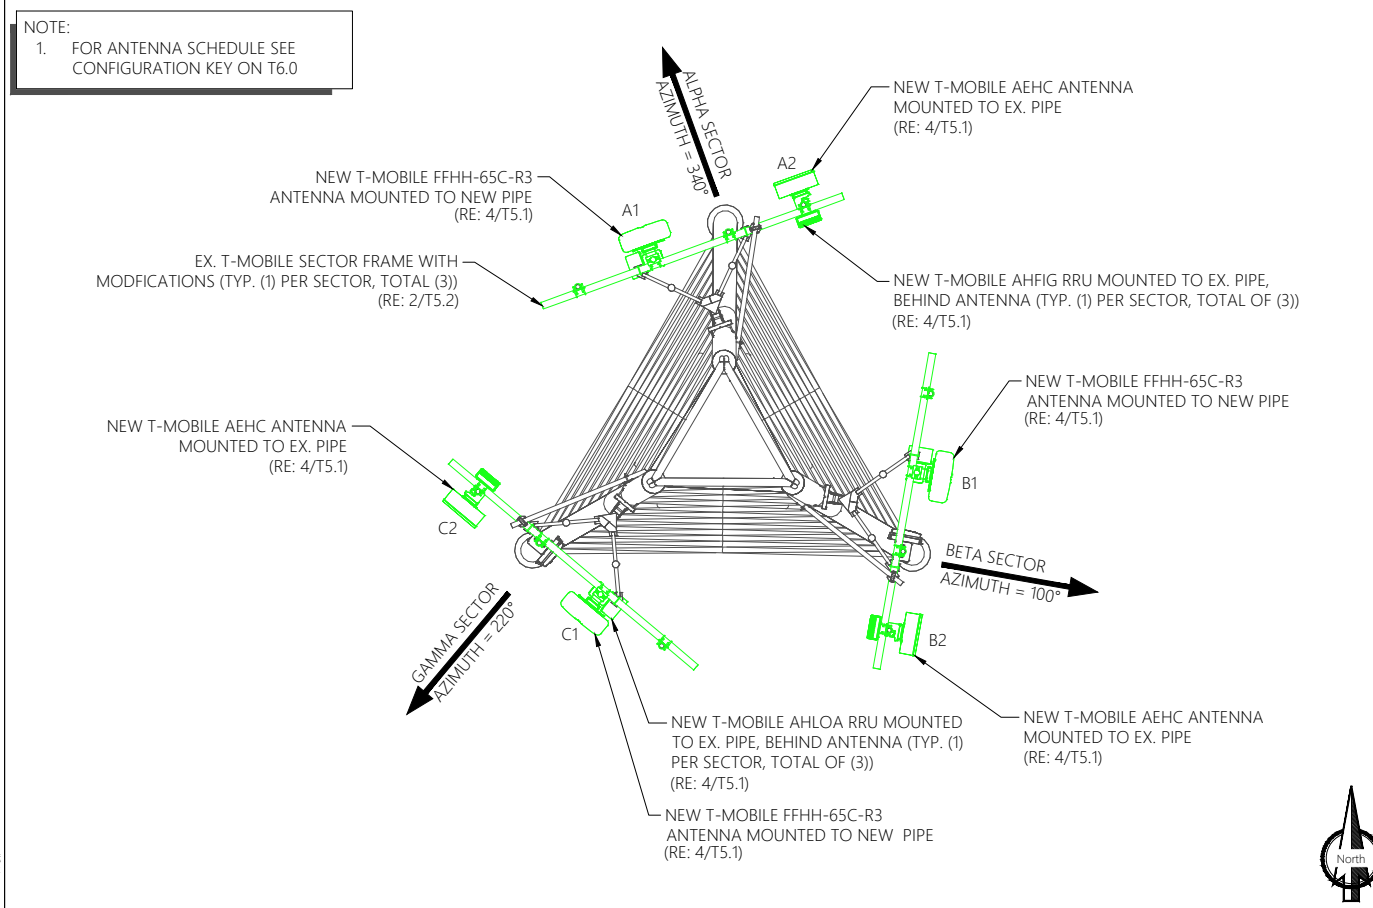 NOTE:
1. FOR ANTENNA SCHEDULE SEE
CONFIGURATION KEY ON T6.0
ALPHA SECTOR
AZIMUTH = 340°
NEW T-MOBILE AEHC ANTENNA
MOUNTED TO EX. PIPE
(RE: 4/T5.1)
A2
NEW T-MOBILE FFHH-65C-R3
ANTENNA MOUNTED TO NEW PIPE
(RE: 4/T5.1)
A1
EX. T-MOBILE SECTOR FRAME WITH
MODFICATIONS (TYP. (1) PER SECTOR, TOTAL (3))
(RE: 2/T5.2)
NEW T-MOBILE AHFIG RRU MOUNTED TO EX. PIPE,
BEHIND ANTENNA (TYP. (1) PER SECTOR, TOTAL OF (3))
(RE: 4/T5.1)
NEW T-MOBILE FFHH-65C-R3
ANTENNA MOUNTED TO NEW PIPE
(RE: 4/T5.1)
B1
NEW T-MOBILE AEHC ANTENNA
MOUNTED TO EX. PIPE
(RE: 4/T5.1)
C2
BETA SECTOR
AZIMUTH = 100°
GAMMA SECTOR
AZIMUTH = 220°
C1
B2
NEW T-MOBILE AHLOA RRU MOUNTED
TO EX. PIPE, BEHIND ANTENNA (TYP. (1)
PER SECTOR, TOTAL OF (3))
(RE: 4/T5.1)
NEW T-MOBILE AEHC ANTENNA
MOUNTED TO EX. PIPE
(RE: 4/T5.1)
NEW T-MOBILE FFHH-65C-R3
ANTENNA MOUNTED TO NEW PIPE
(RE: 4/T5.1)
North